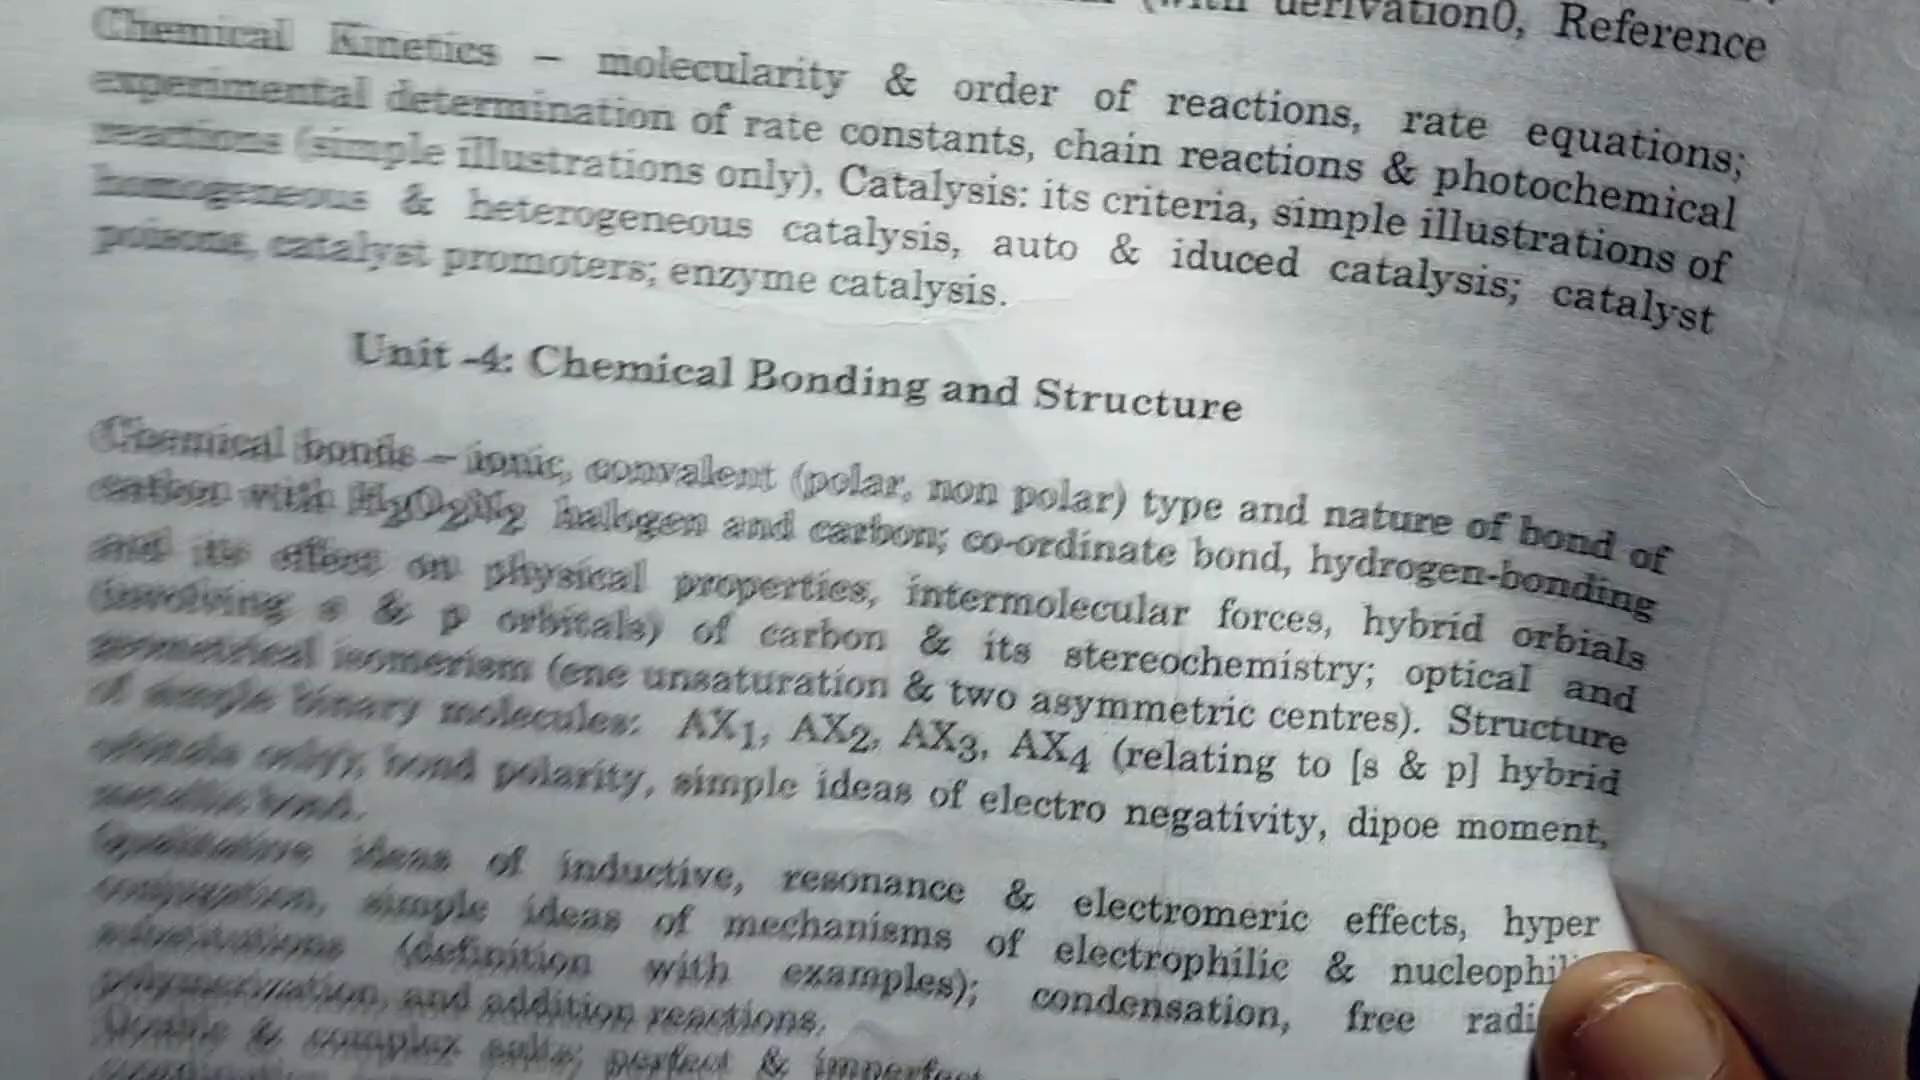 derivation0, Reference
Chemical Kinetics – molecularity & order of reactions, rate equations;
experimental determination of rate constants, chain reactions & photochemical
reactions (simple illustrations only), Catalysis: its criteria, simple illustrations of
homogeneous & heterogeneous catalysis, auto & iduced catalysis; catalyst
poisons, catalyst promoters; enzyme catalysis.
Unit -4: Chemical Bonding and Structure
Chemical bonds – ionic, convalent (polar, non polar) type and nature of bond of
with H2O2N2 halogen and carbon; co-ordinate bond, hydrogen-bonding
and its effect on physical properties, intermolecular forces, hybrid orbials
(involving s & p orbitals) of carbon & its stereochemistry; optical and
geometrical isomerism (ene unsaturation & two asymmetric centres). Structure
of simple binary molecules: AX1, AX2, AX3, AX4 (relating to [s & p] hybrid
orbitals only), bond polarity, simple ideas of electro negativity, dipoe moment,
metallic bond.
Qualitative ideas of inductive, resonance & electromeric effects, hyper
conjugation, simple ideas of mechanisms of electrophilic &
substitutions (definition with examples); condensation, free
polymerization, and addition reactions.
Double & complex salts; perfect & imperfect